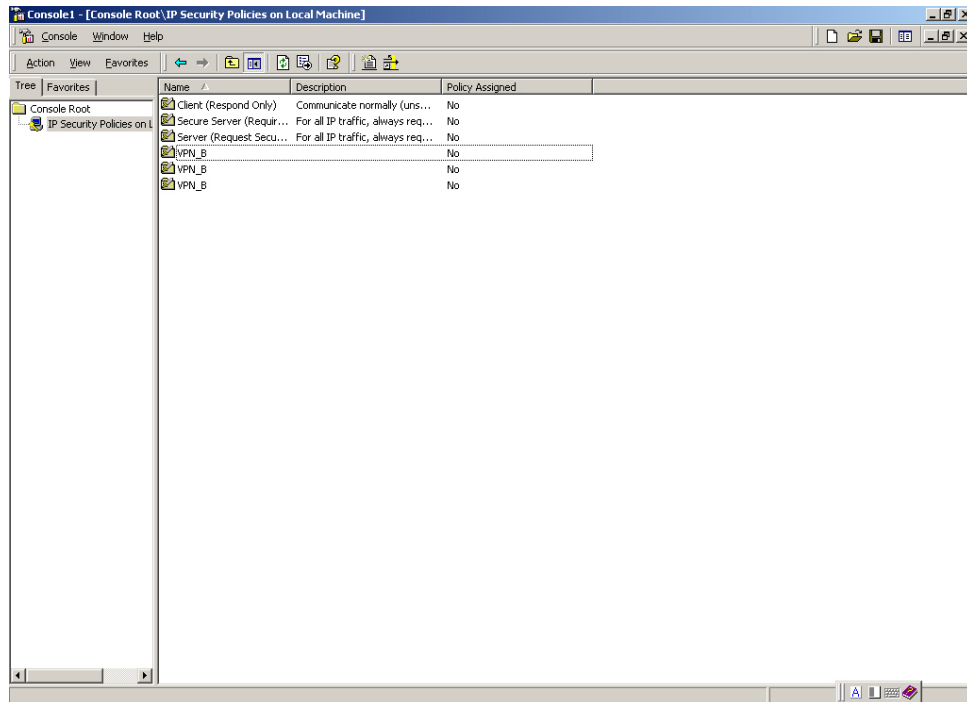 Console1 - [Console Root\IP Security Policies on Local Machine]
Console Window Help
Action View Favorites
Tree Favorites
Name Description Policy Assigned
Console Root
IP Security Policies on L
Client (Respond Only) Communicate normally (uns... No
Secure Server (Requir... For all IP traffic, always req... No
Server (Request Secu... For all IP traffic, always req... No
VPN_B No
VPN_B No
VPN_B No
A